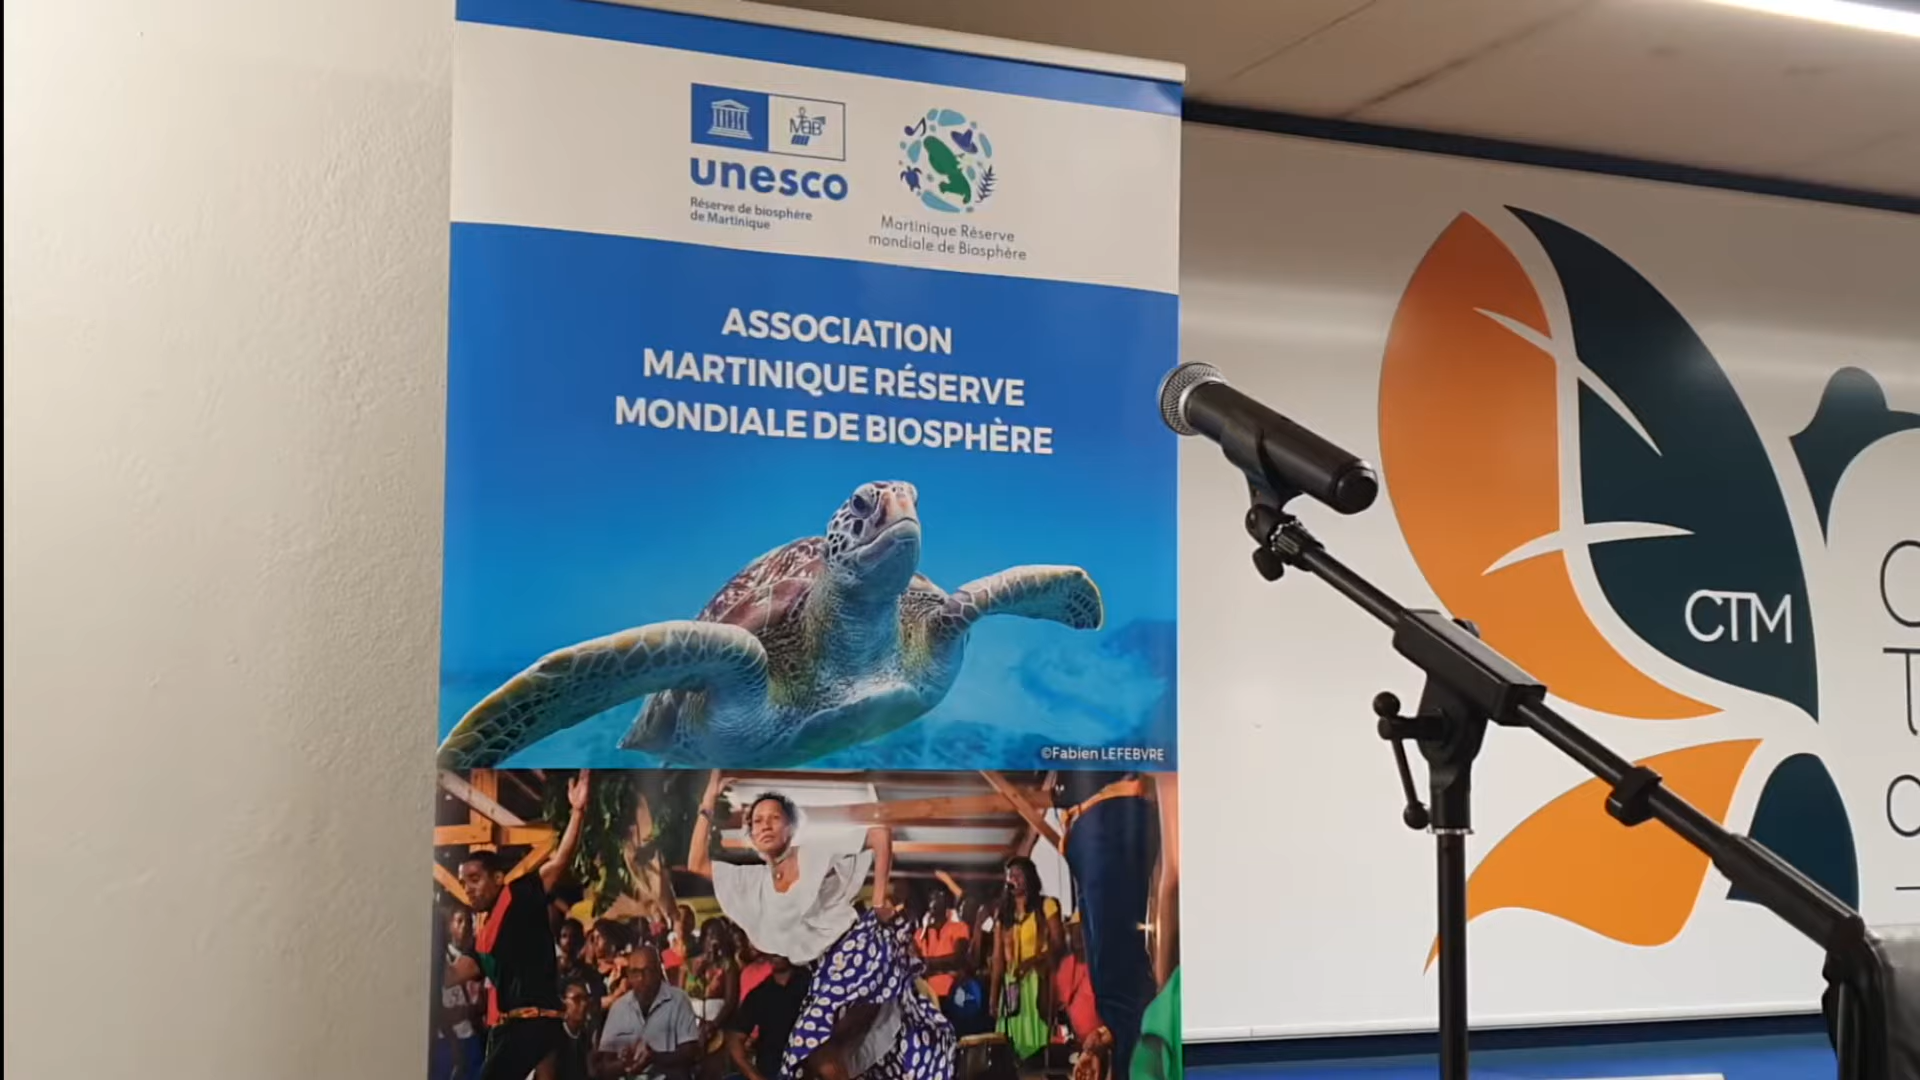 MAB
unesco
Réserve de biosphère
de Martinique
Martinique Réserve
mondiale de Biosphère
ASSOCIATION
MARTINIQUE RÉSERVE
MONDIALE DE BIOSPHÈRE
©Fabien LEFEBVRE
CTM